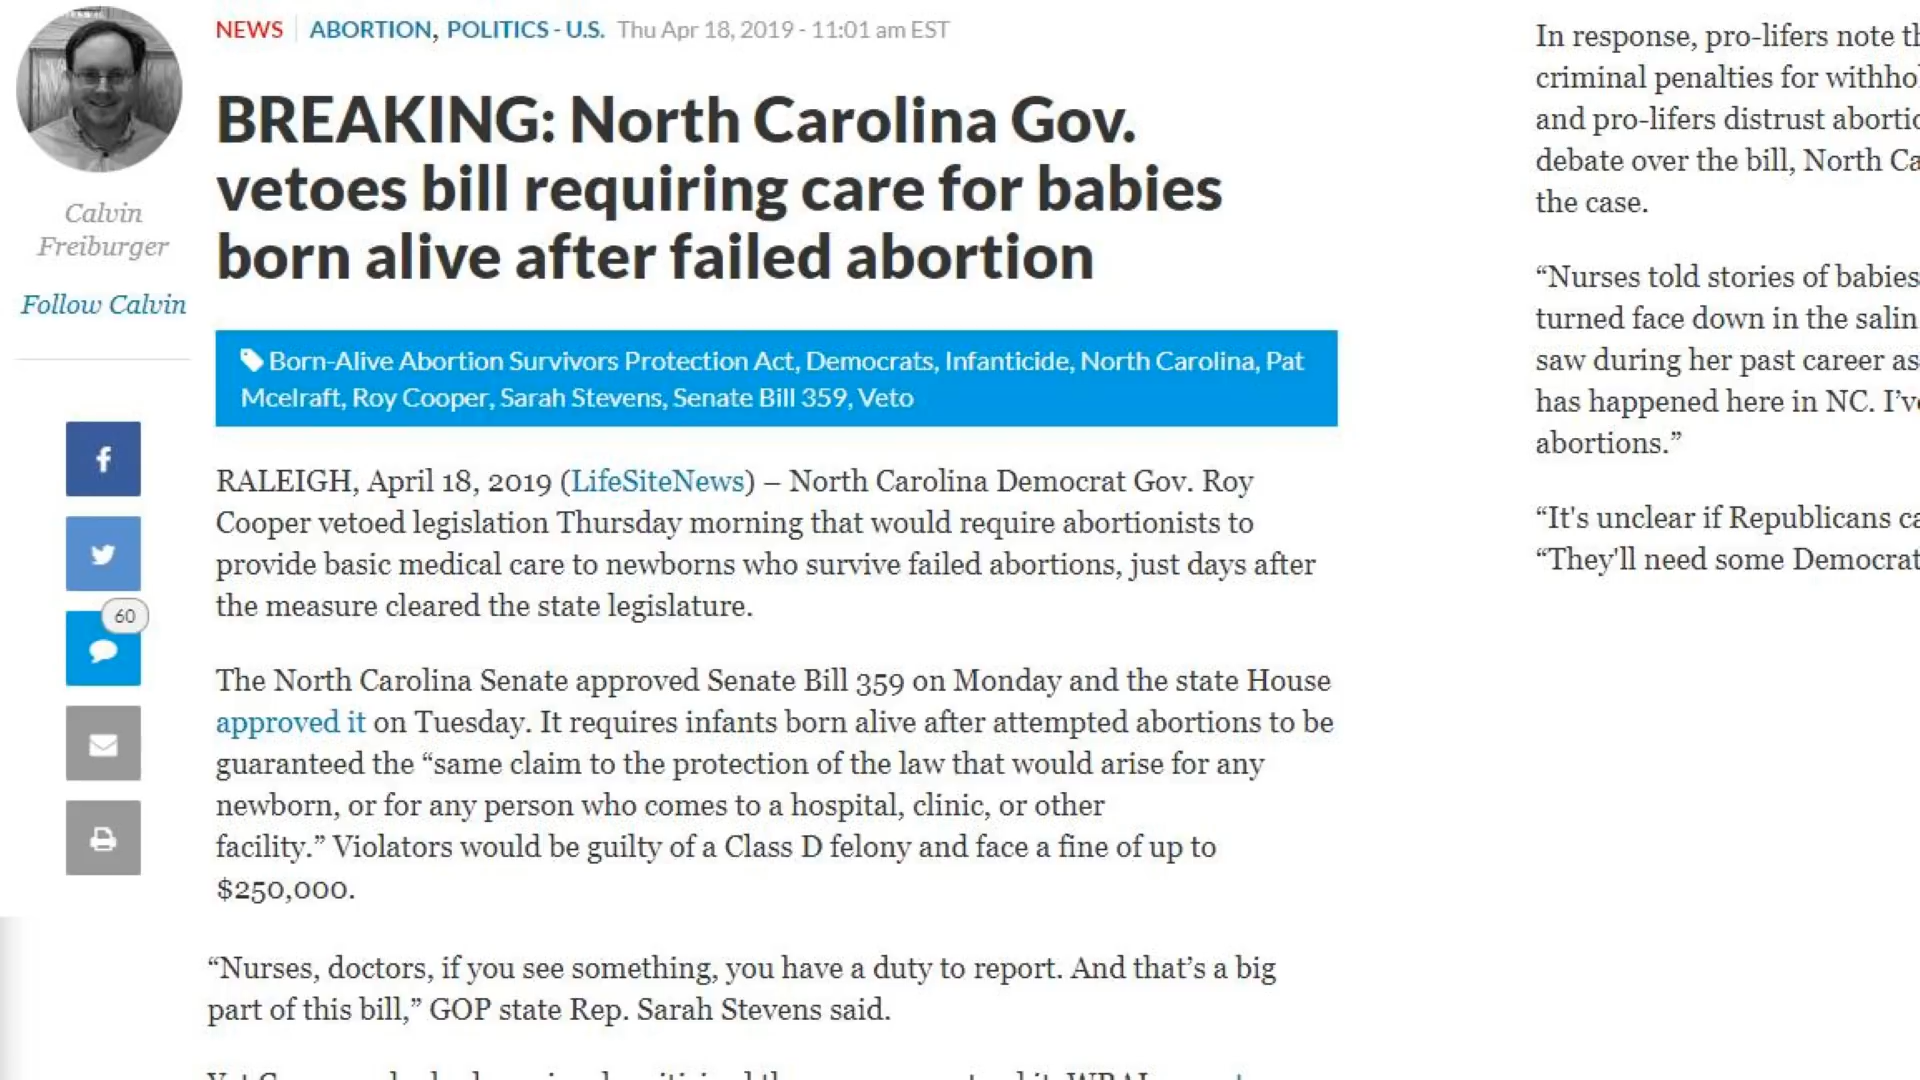 NEWS ABORTION, POLITICS - U.S. Thu Apr 18, 2019 - 11:01 am EST
BREAKING: North Carolina Gov.
vetoes bill requiring care for babies
born alive after failed abortion
Calvin
Freiburger
Follow Calvin
Born-Alive Abortion Survivors Protection Act, Democrats, Infanticide, North Carolina, Pat
Mcelraft, Roy Cooper, Sarah Stevens, Senate Bill 359, Veto
60
RALEIGH, April 18, 2019 (LifeSiteNews) – North Carolina Democrat Gov. Roy
Cooper vetoed legislation Thursday morning that would require abortionists to
provide basic medical care to newborns who survive failed abortions, just days after
the measure cleared the state legislature.
The North Carolina Senate approved Senate Bill 359 on Monday and the state House
approved it on Tuesday. It requires infants born alive after attempted abortions to be
guaranteed the “same claim to the protection of the law that would arise for any
newborn, or for any person who comes to a hospital, clinic, or other
facility.” Violators would be guilty of a Class D felony and face a fine of up to
$250,000.
“Nurses, doctors, if you see something, you have a duty to report. And that’s a big
part of this bill,” GOP state Rep. Sarah Stevens said.
In response, pro-lifers note
criminal penalties for
and pro-lifers distrust
debate over the bill, North
the case.
“Nurses told stories of babies
turned face down in the
saw during her past career as
has happened here in NC.
abortions.”
“It's unclear if Republicans
“They'll need some